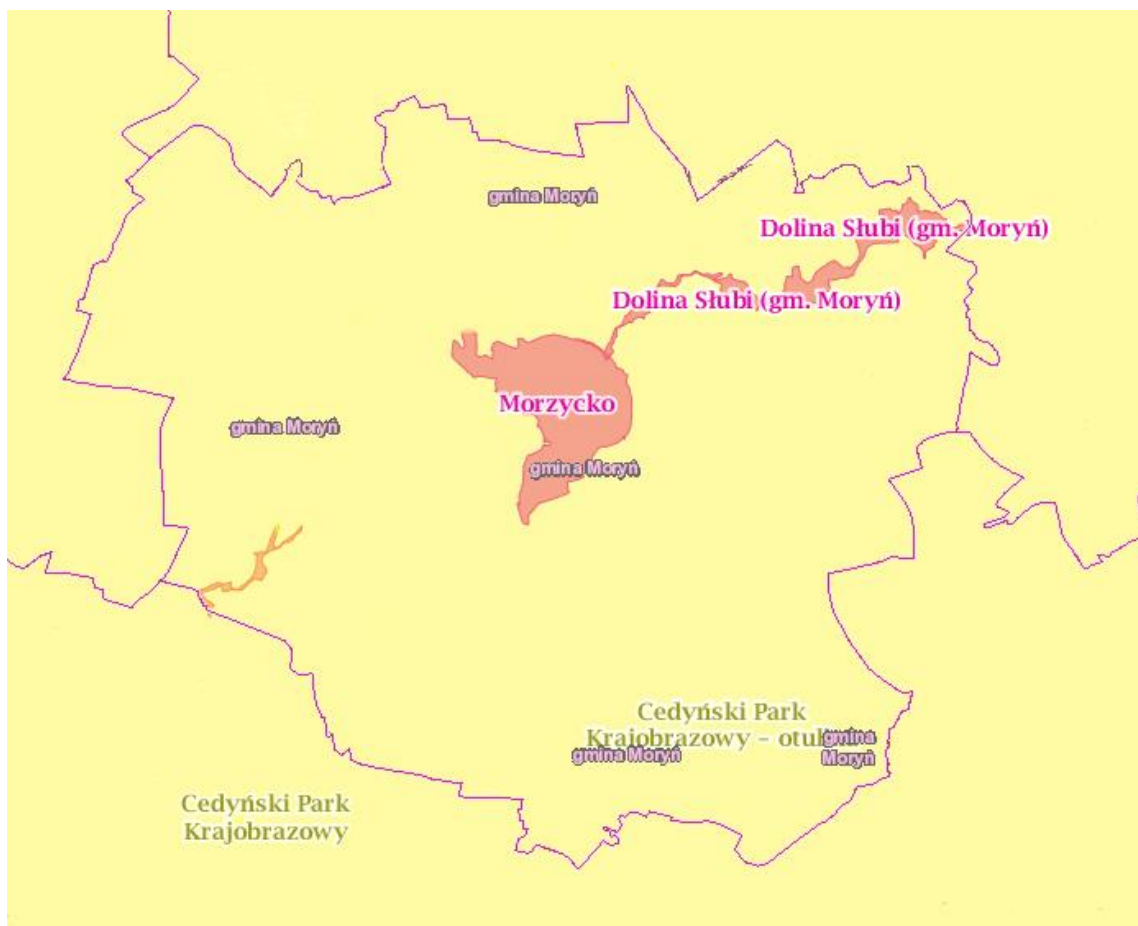 gmina Moryń
Dolina Słubi (gm. Moryń)
Dolina Słubi (gm. Moryń)
Morzycko
gmina Moryń
gmina Moryń
Cedyński Park
Krajobrazowy – otulina
gmina
Moryń
gmina Moryń
Cedyński Park
Krajobrazowy